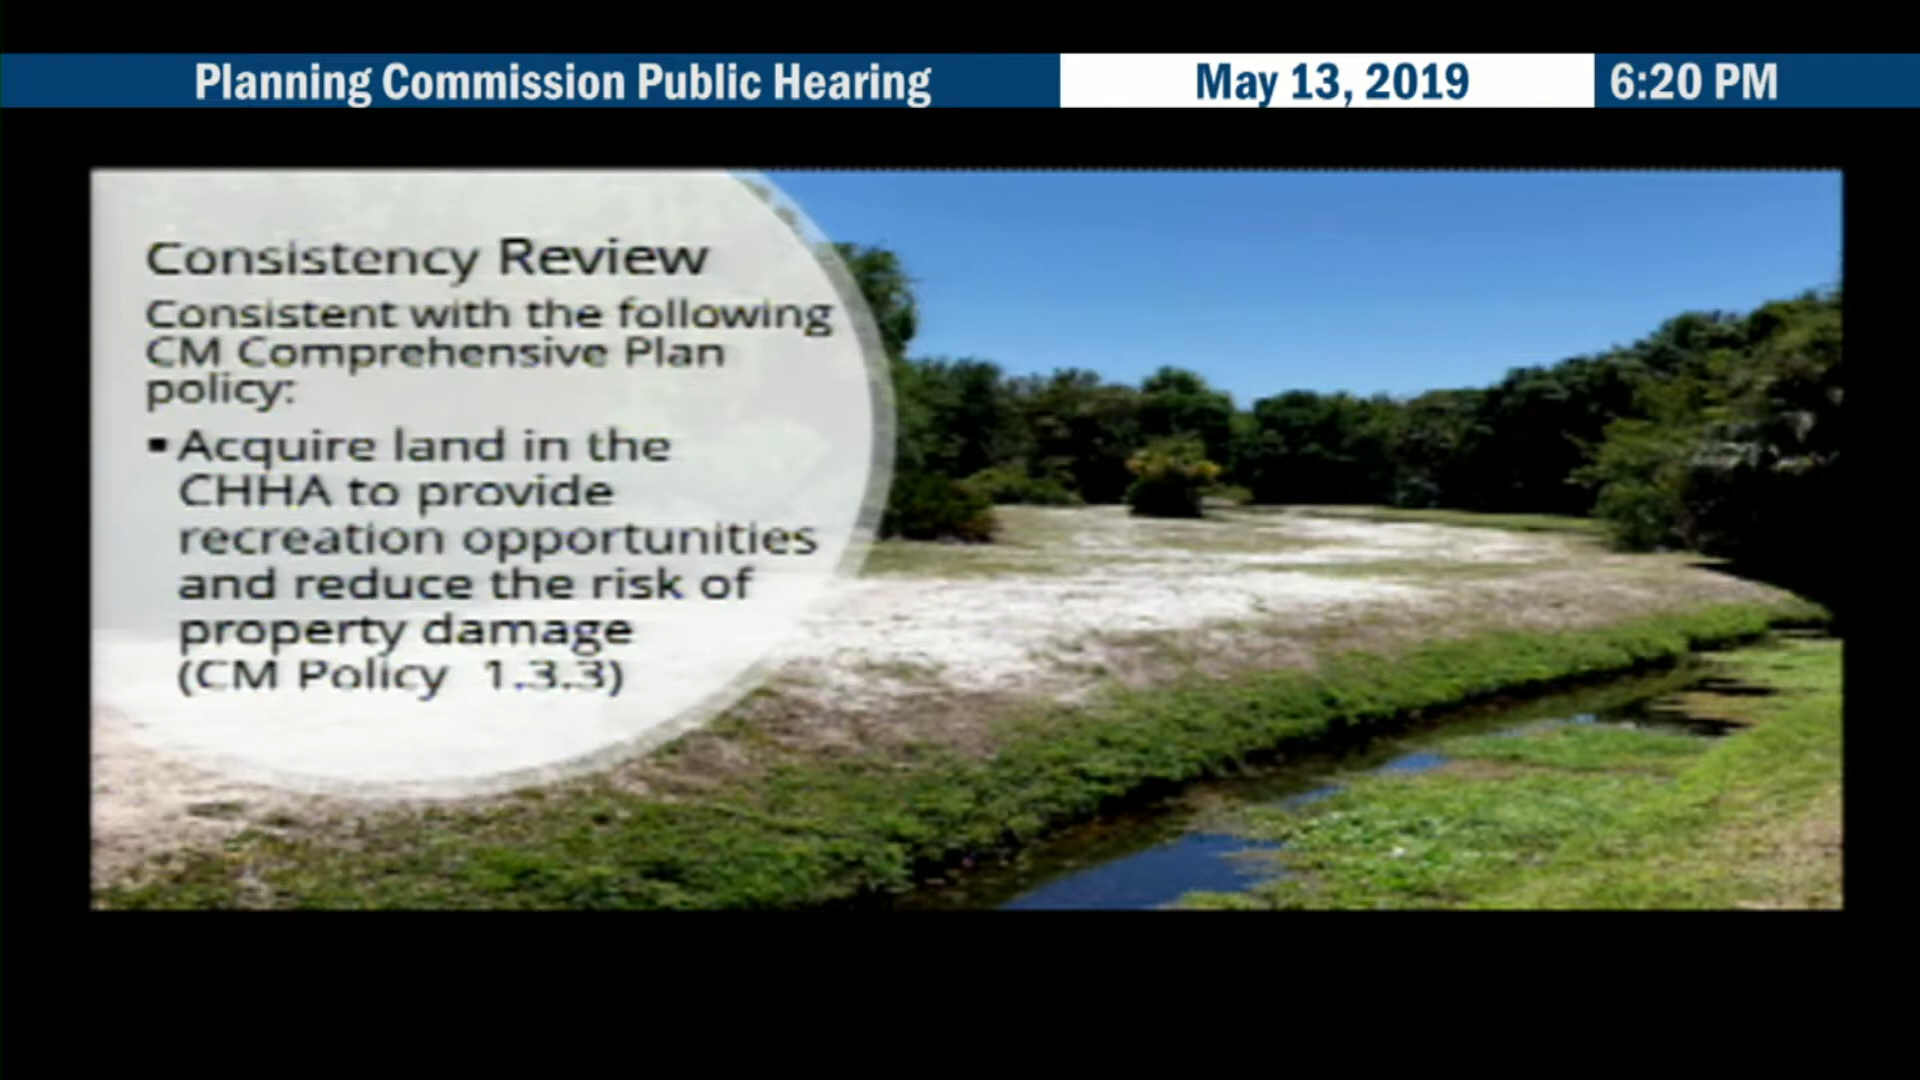 Planning Commission Public Hearing
May 13, 2019
6:20 PM
Consistency Review
Consistent with the following
CM Comprehensive Plan
policy:
▪ Acquire land in the
CHHA to provide
recreation opportunities
and reduce the risk of
property damage
(CM Policy 1.3.3)